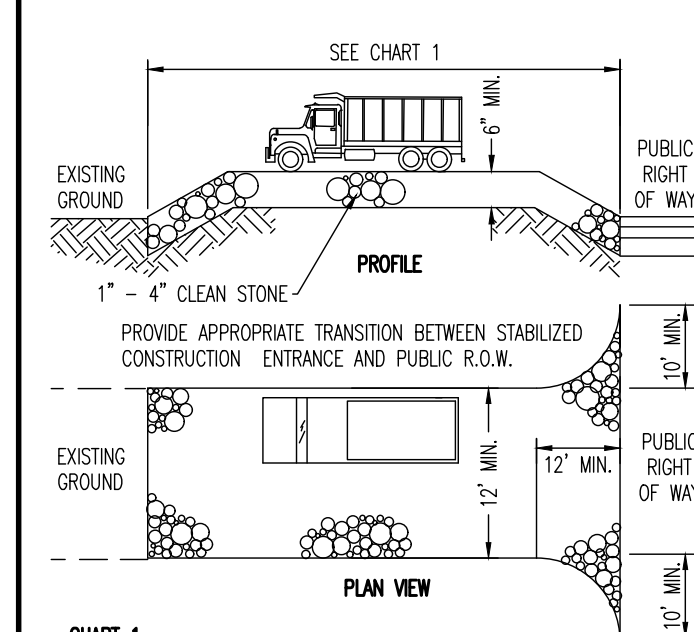 SEE CHART 1
6" MIN.
EXISTING
GROUND
PUBLIC
RIGHT
OF WAY
PROFILE
1" - 4" CLEAN STONE
PROVIDE APPROPRIATE TRANSITION BETWEEN STABILIZED
CONSTRUCTION ENTRANCE AND PUBLIC R.O.W.
10' MIN.
EXISTING
GROUND
12' MIN.
12' MIN.
PUBLIC
RIGHT
OF WAY
PLAN VIEW
10' MIN.
CHART 1